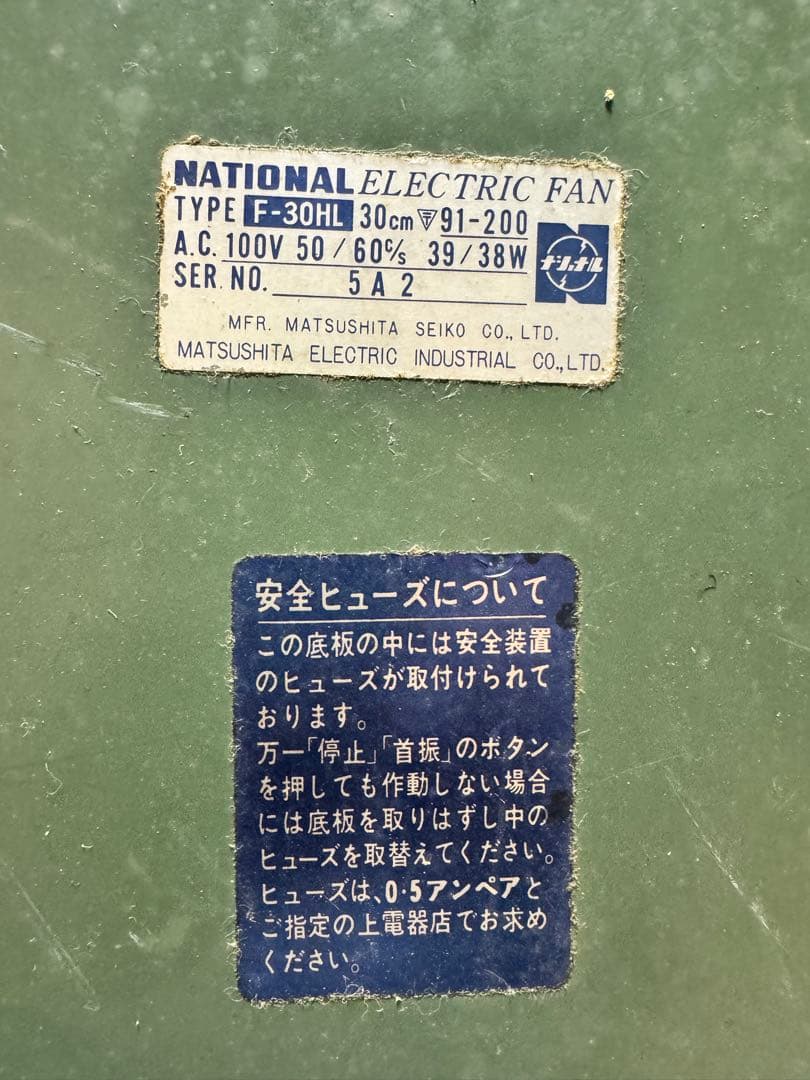 NATIONAL ELECTRIC FAN
TYPE F-30HL 30cm 〒 91-200
A.C. 100V 50/60c/s 39/38W
SER. NO. 5A2
ナショナル
MFR. MATSUSHITA SEIKO CO., LTD.
MATSUSHITA ELECTRIC INDUSTRIAL CO., LTD.
安全ヒューズについて
この底板の中には安全装置
のヒューズが取付けられて
おります。
万一「停止」「首振」のボタン
を押しても作動しない場合
には底板を取りはずし中の
ヒューズを取替えてください。
ヒューズは、0·5アンペアと
ご指定の上電器店でお求め
ください。